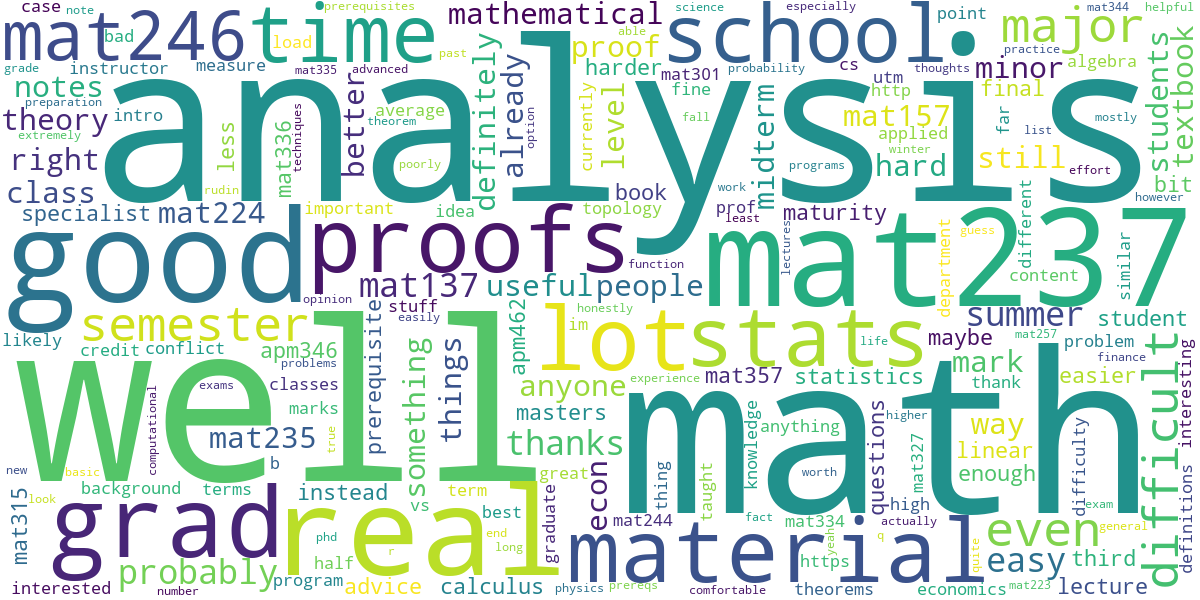 case
note
prerequisites
mathematical
science
especially
mat344
helpful
mat246
time
school
major
bad
load
able
point
proof
past
harder
practice
grade
instructor
measure
mat335
advanced
definitely
mat301
probability
cs
thoughts
minor
algebra
students
textbook
notes
analysis
fine
utm
http
final
preparation
average
theory
intro
mat336
better
theorem
already
option
currently
level
fall
midterm
mat157
far
list
mostly
extremely
less
techniques
applied
right
poorly
winter
still
hard
programs
effort
class
rudin
book
work
bit
however
specialist
mat224
important
idea
topology
prof
least
maturity
lectures
good
proofs
mat237
department
guess
different
content
similar
function
mat137
useful
people
opinion
stuff
easily
summer
student
semester
apm462
honestly
lot
stats
im
life
maybe
mat257
problem
likely
credit
conflict
apm346
prerequisite
problems
finance
well
exams
classes
something
things
anyone
experience
mat357
statistics
mark
thank
easier
difficult
interesting
computational
marks
masters
math
mat235
true
thanks
knowledge
anything
higher
way
linear
questions
worth
mat327
enough
difficulty
definitions
b
new
basic
look
background
terms
vs
term
great
graduate
econ
thing
taught
mat315
grad
real
instead
best
high
exam
phd
r
end
long
mat244
fact
mat334
yeah
actually
q
quite
even
general
half
material
https
easy
third
interested
number
probably
program
advice
calculus
physics
prereqs
comfortable
theorems
economics
mat223
lecture